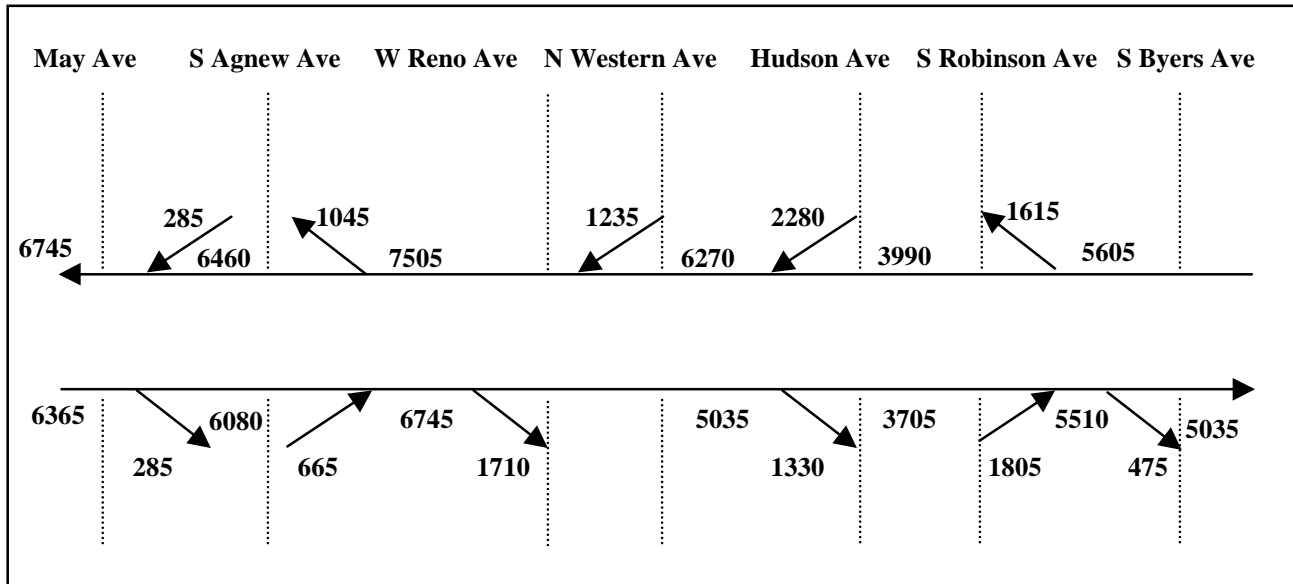 May Ave S Agnew Ave W Reno Ave N Western Ave Hudson Ave S Robinson Ave S Byers Ave
285 1045 1235 2280 1615
6745 6460 7505 6270 3990 5605
6365 6080 6745 5035 3705 5510 5035
285 665 1710 1330 1805 475